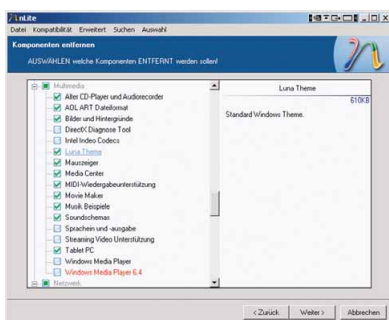 nLite
Datei Kompatibilität Erweitert Suchen Auswahl
Komponenten entfernen
AUSWÄHLEN welche Komponenten ENTFERNT werden sollen!
Multimedia
Alter CD-Player und Audiorecorder
AOL ART Dateiformat
Bilder und Hintergründe
DirectX Diagnose Tool
Intel Indeo Codecs
Luna Theme
Mauszeiger
Media Center
MIDI-Wiedergabeunterstützung
Movie Maker
Musik Beispiele
Soundschemas
Sprachein und -ausgabe
Streaming Video Unterstützung
Tablet PC
Windows Media Player
Windows Media Player 6.4
Netzwerk
Luna Theme
610KB
Standard Windows Theme.
< Zurück Weiter > Abbrechen